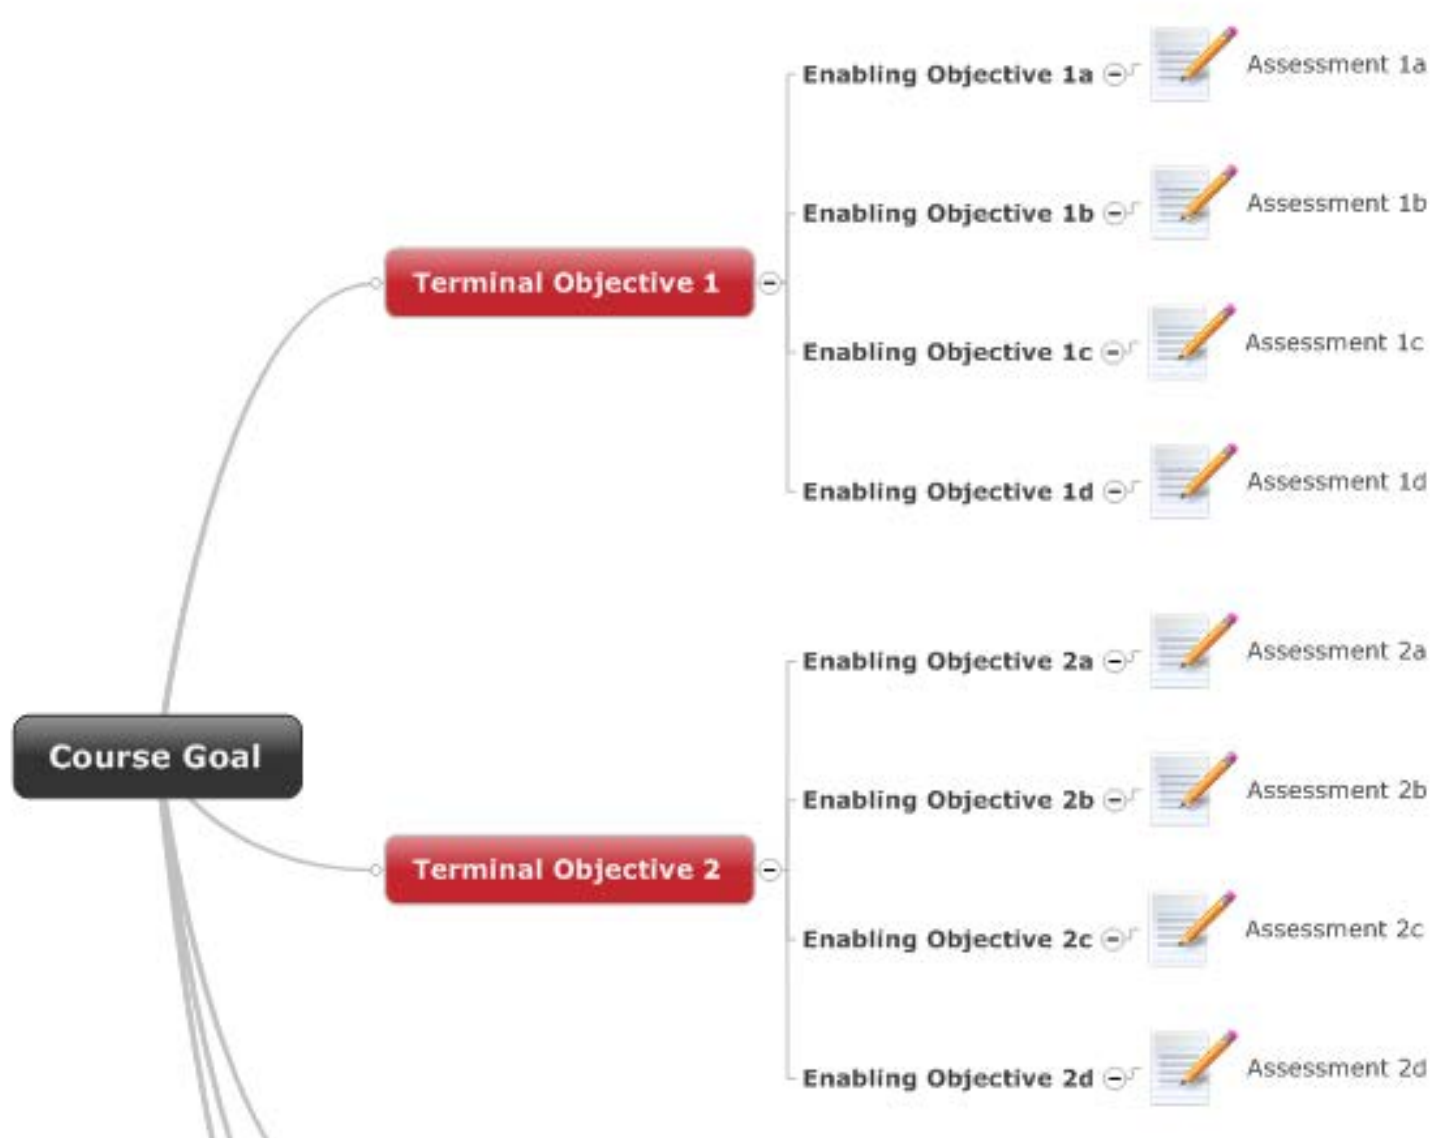 Enabling Objective 1a
Assessment 1a
Enabling Objective 1b
Assessment 1b
Terminal Objective 1
Enabling Objective 1c
Assessment 1c
Enabling Objective 1d
Assessment 1d
Course Goal
Enabling Objective 2a
Assessment 2a
Enabling Objective 2b
Assessment 2b
Terminal Objective 2
Enabling Objective 2c
Assessment 2c
Enabling Objective 2d
Assessment 2d